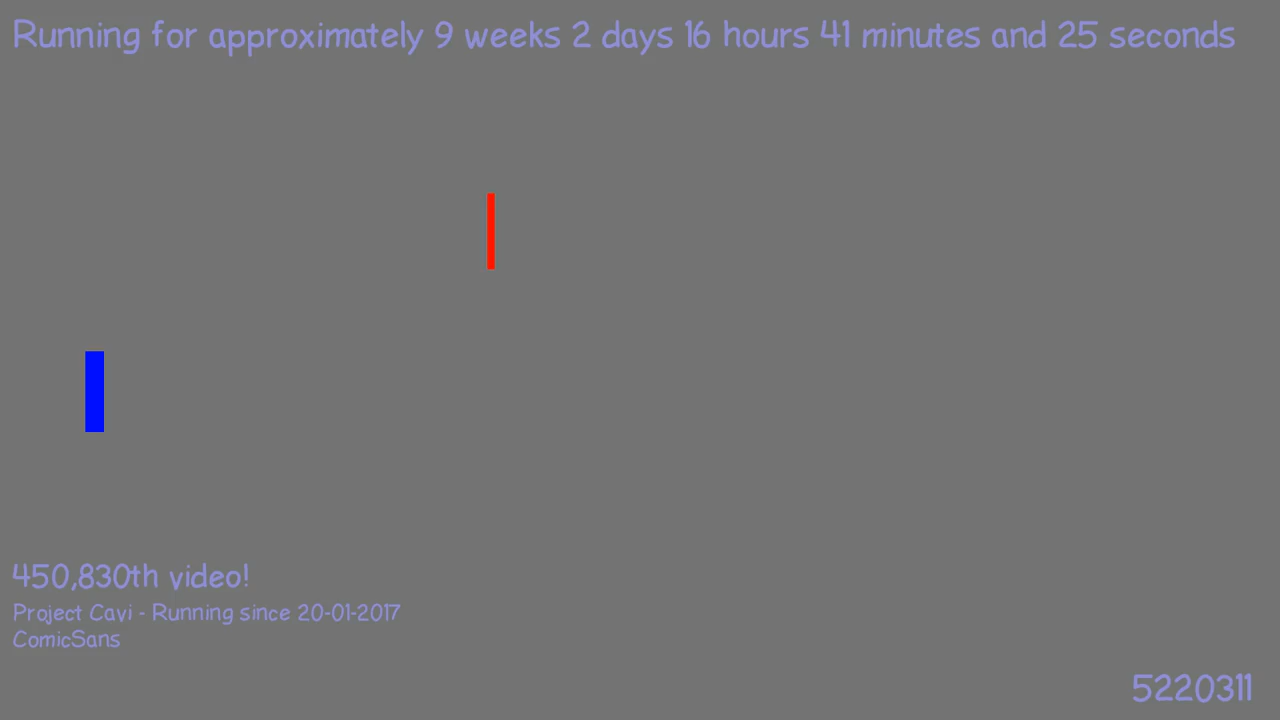 Running for approximately 9 weeks 2 days 16 hours 41 minutes and 25 seconds
450,830th video!
Project Cavi - Running since 20-01-2017
ComicSans
5220311